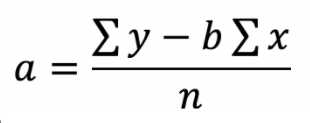 a = (∑ y − b ∑ x) / n